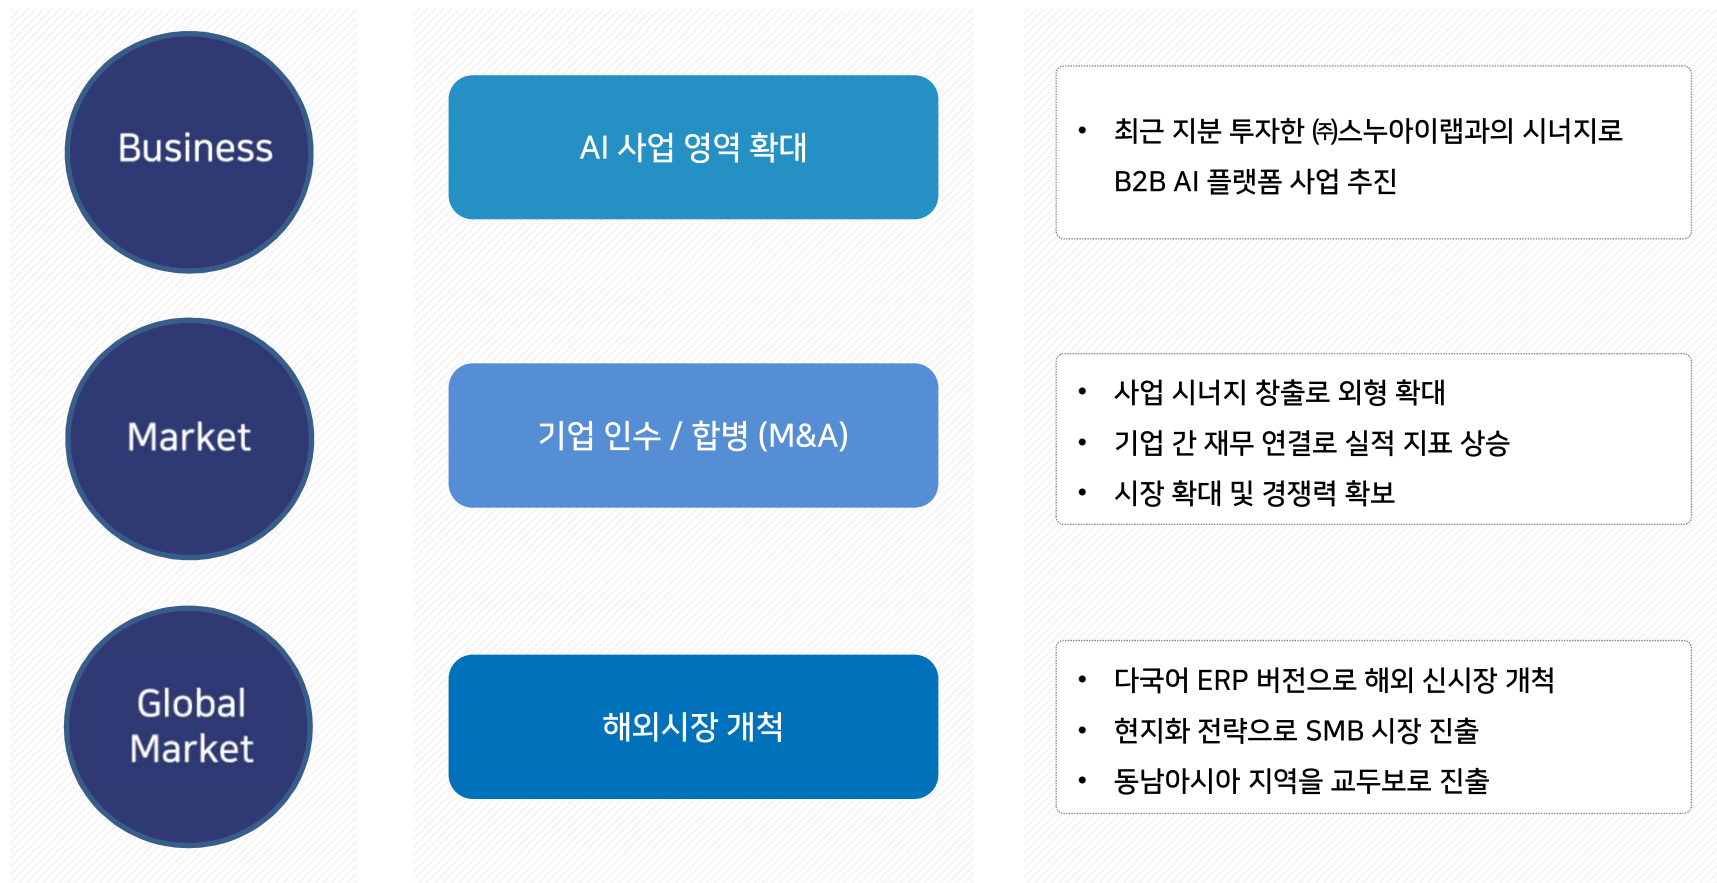 Business
AI 사업 영역 확대
• 최근 지분 투자한 ㈜스누아이랩과의 시너지로
B2B AI 플랫폼 사업 추진
Market
기업 인수 / 합병 (M&A)
• 사업 시너지 창출로 외형 확대
• 기업 간 재무 연결로 실적 지표 상승
• 시장 확대 및 경쟁력 확보
Global
Market
해외시장 개척
• 다국어 ERP 버전으로 해외 신시장 개척
• 현지화 전략으로 SMB 시장 진출
• 동남아시아 지역을 교두보로 진출